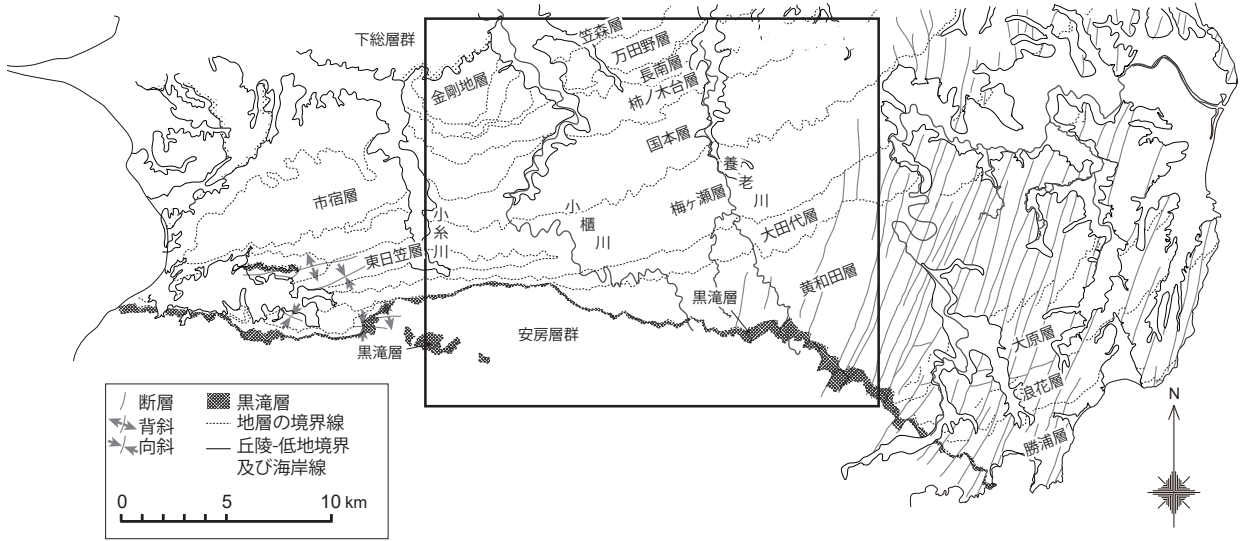 下総層群
笠森層
万田野層
長南層
柿ノ木台層
金剛地層
国本層
養老川
市宿層
梅ヶ瀬層
小櫃川
小糸川
大田代層
東日笠層
黄和田層
黒滝層
安房層群
黒滝層
大原層
浪花層
勝浦層
N
断層
背斜
向斜
黒滝層
地層の境界線
丘陵-低地境界
及び海岸線
0 5 10 km